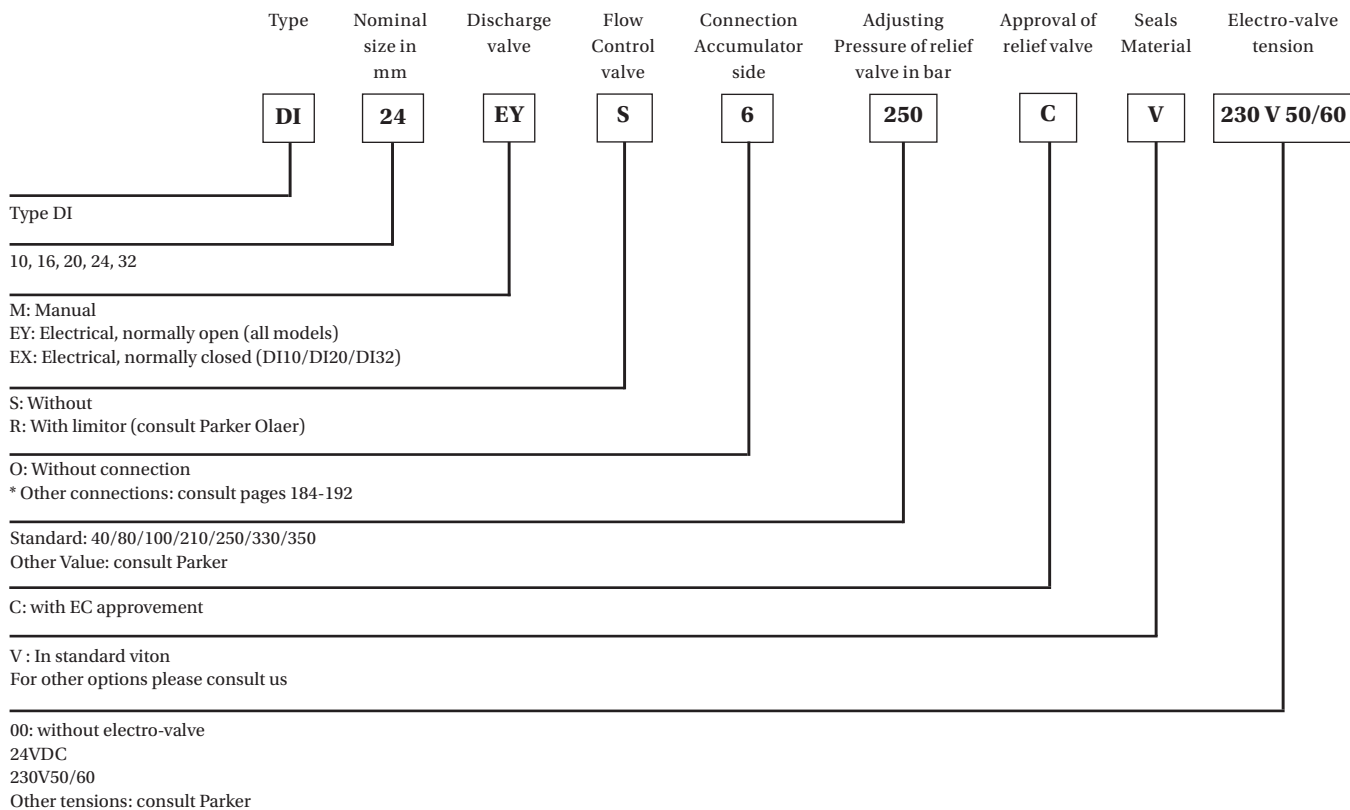 Type
Nominal
size in
mm
Discharge
valve
Flow
Control
valve
Connection
Accumulator
side
Adjusting
Pressure of relief
valve in bar
Approval of
relief valve
Seals
Material
Electro-valve
tension
DI
24
EY
S
6
250
C
V
230 V 50/60
Type DI
10, 16, 20, 24, 32
M: Manual
EY: Electrical, normally open (all models)
EX: Electrical, normally closed (DI10/DI20/DI32)
S: Without
R: With limitor (consult Parker Olaer)
O: Without connection
* Other connections: consult pages 184-192
Standard: 40/80/100/210/250/330/350
Other Value: consult Parker
C: with EC approvement
V : In standard viton
For other options please consult us
00: without electro-valve
24VDC
230V50/60
Other tensions: consult Parker